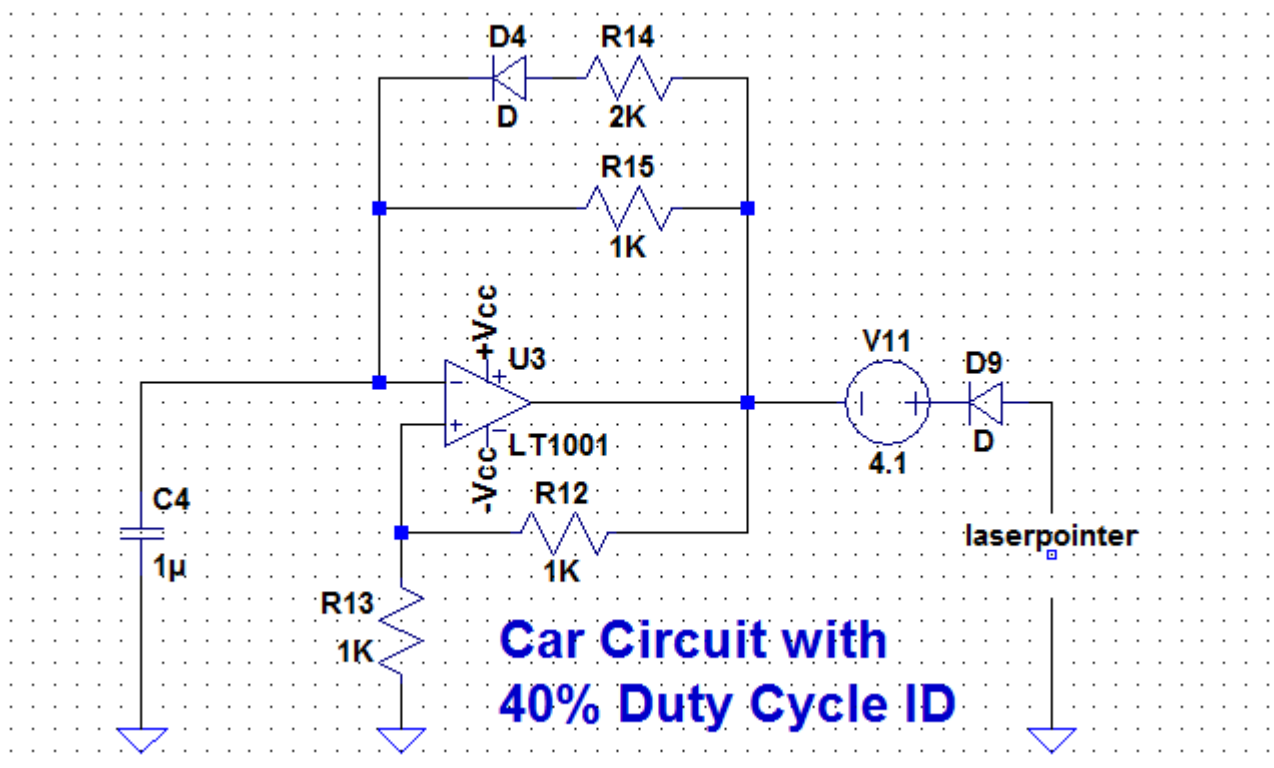 D4 R14
D 2K
R15
1K
+Vcc
U3
V11
D9
LT1001
-Vcc
D
4.1
R12
C4
laserpointer
1µ
1K
R13
1K
Car Circuit with
40% Duty Cycle ID